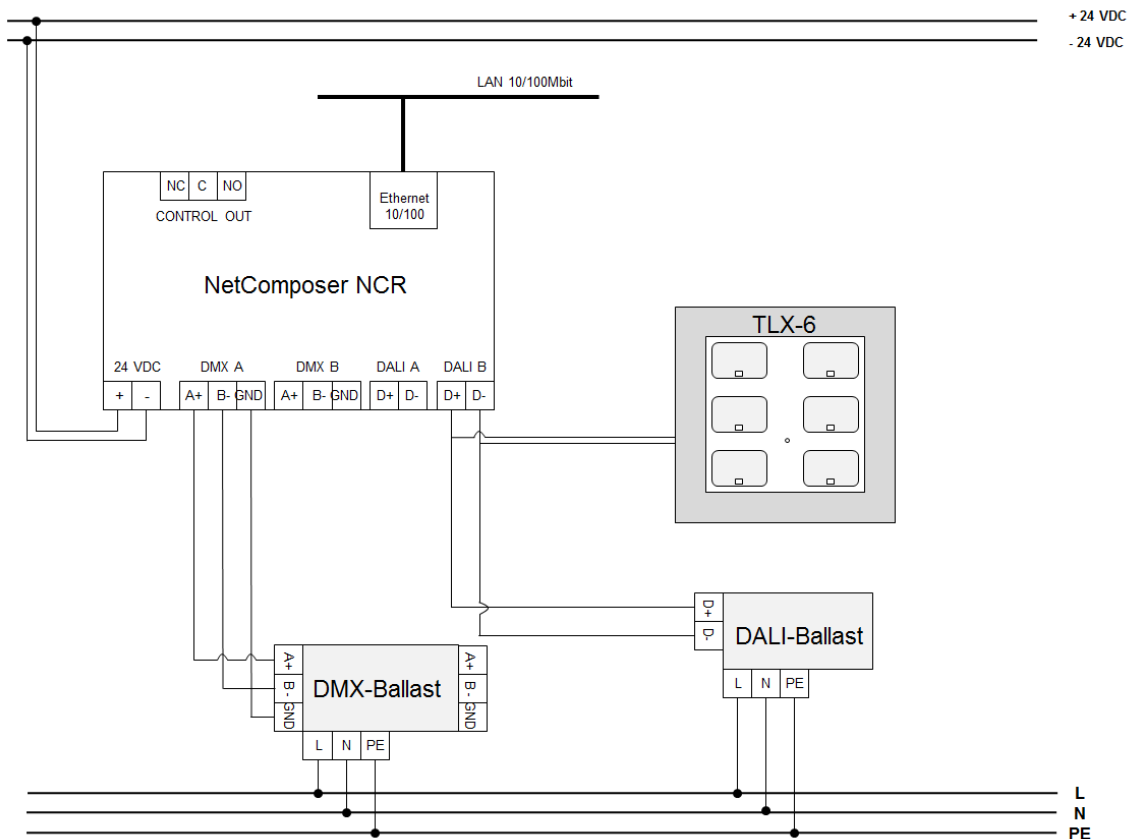 + 24 VDC
- 24 VDC
LAN 10/100Mbit
NC C NO
CONTROL OUT
Ethernet
10/100
NetComposer NCR
TLX-6
24 VDC DMX A DMX B DALI A DALI B
+ - A+ B- GND A+ B- GND D+ D- D+ D-
D+
D-
DALI-Ballast
L N PE
A+
B-
GND
DMX-Ballast
A+
B-
GND
L N PE
L
N
PE